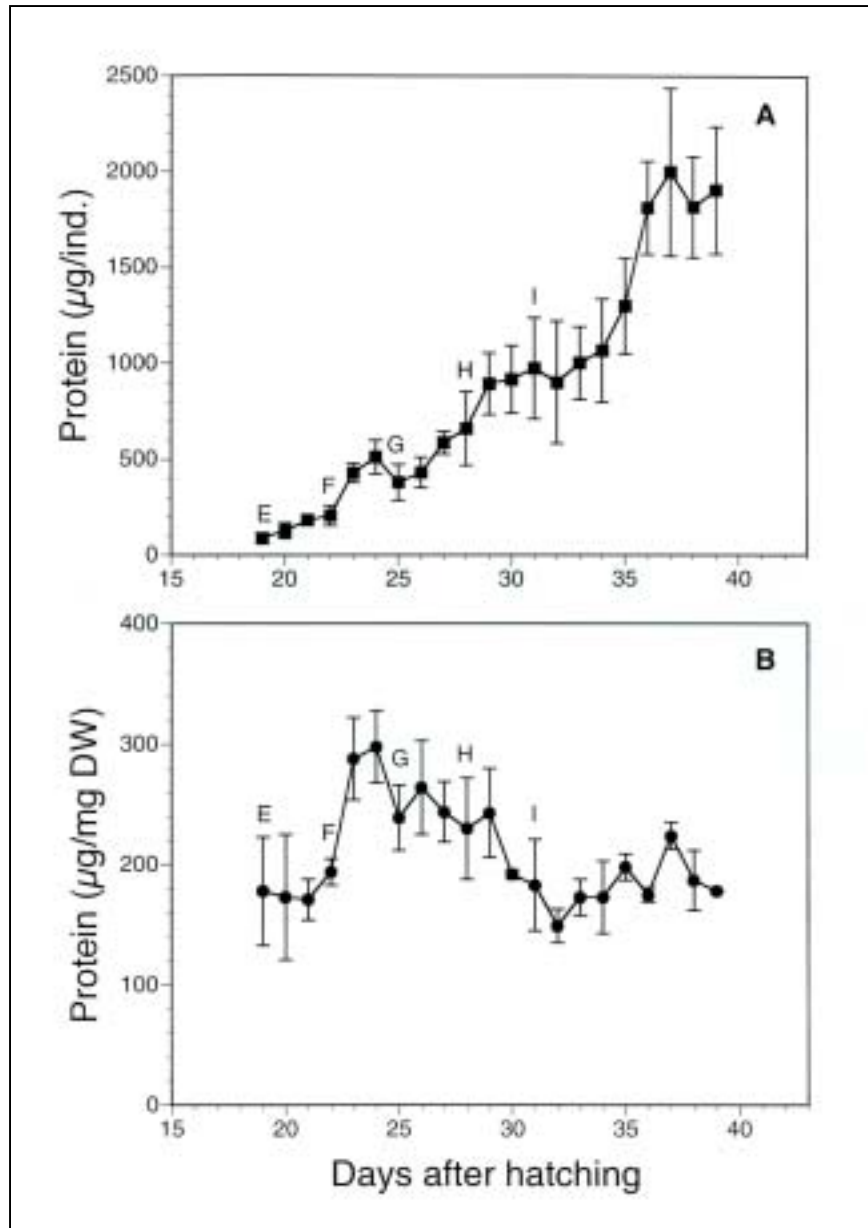 A
Protein (µg/ind.)
2500
2000
1500
1000
500
0
E
F
G
H
I
15 20 25 30 35 40
B
Protein (µg/mg DW)
400
300
200
100
0
E
F
G
H
I
15 20 25 30 35 40
Days after hatching